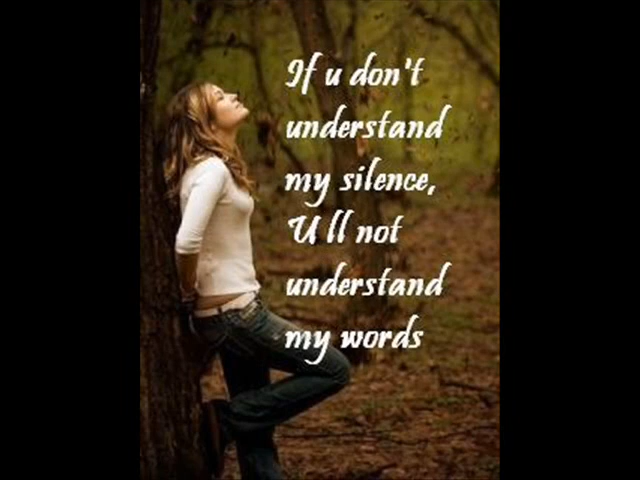 If u don't
understand
my silence,
U ll not
understand
my words